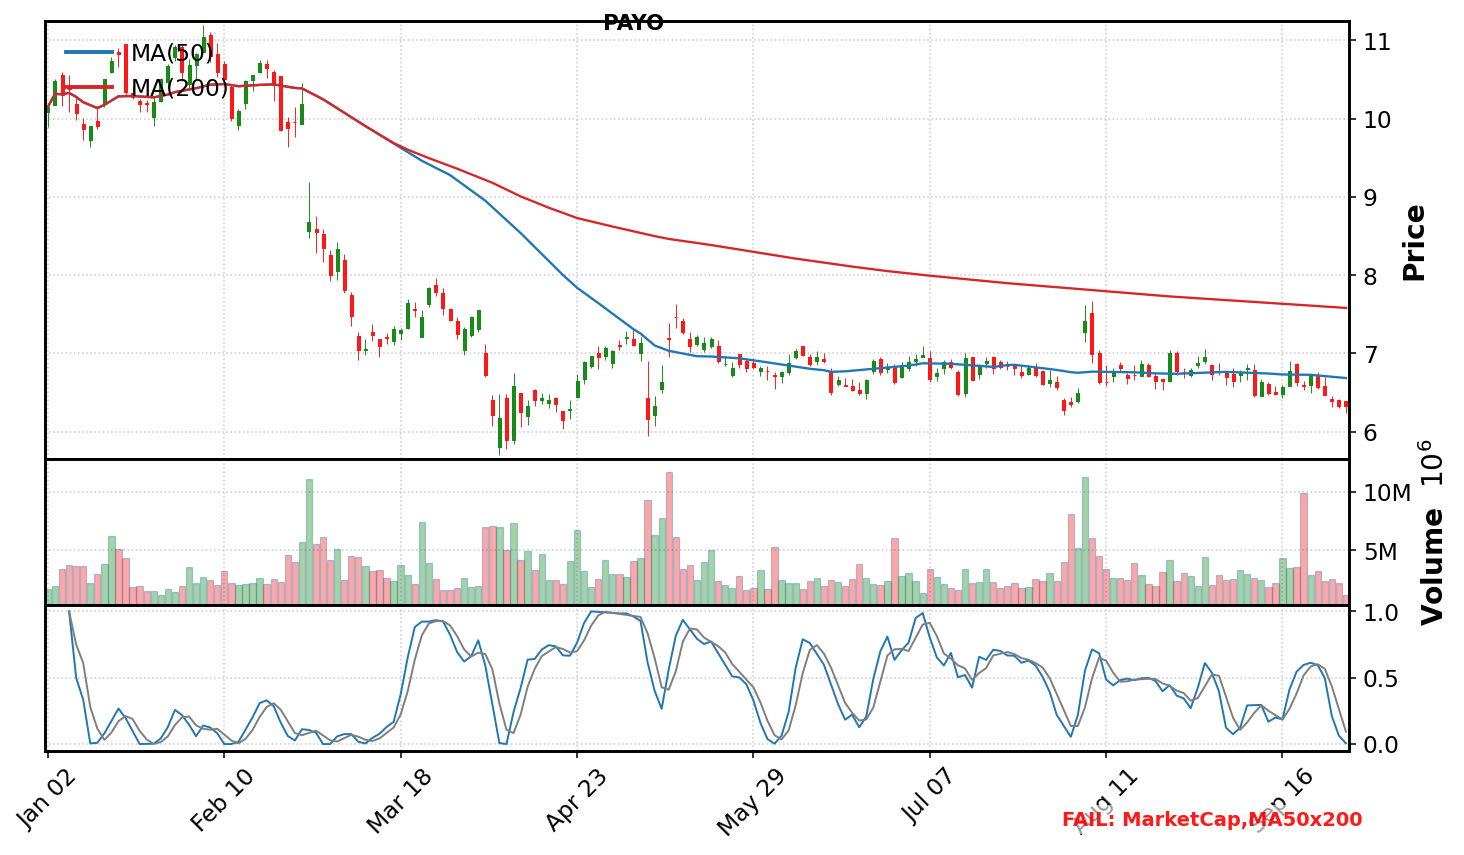 PAYO
MA(50)
MA(200)
11
10
9
8
7
6
Price
10M
5M
Volume 10⁶
1.0
0.5
0.0
Jan 02
Feb 10
Mar 18
Apr 23
May 29
Jul 07
Aug 11
Sep 16
FAIL: MarketCap,MA50x200